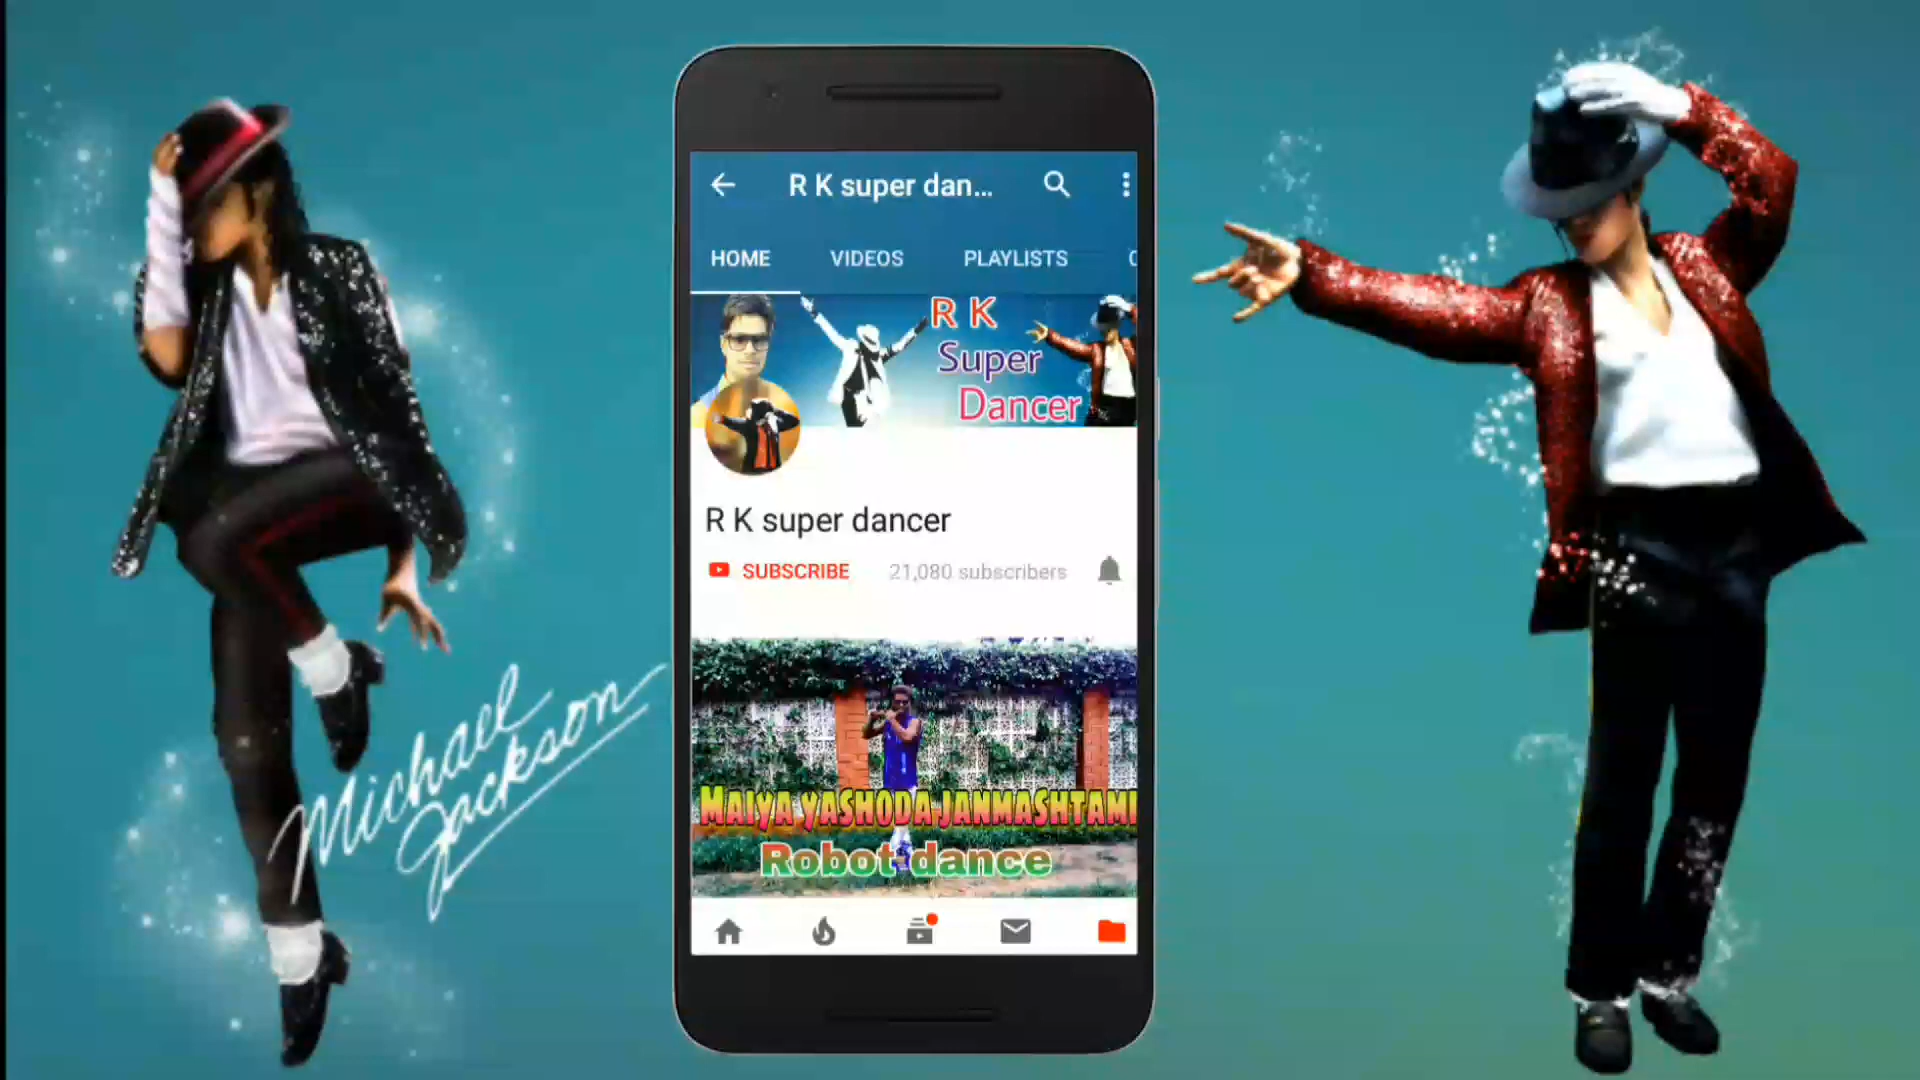 R K super dan...
HOME VIDEOS PLAYLISTS
R K
Super
Dancer
R K super dancer
SUBSCRIBE 21,080 subscribers
MAIYA YASHODA JANMASHTAMI
Robot dance
Michael
Jackson